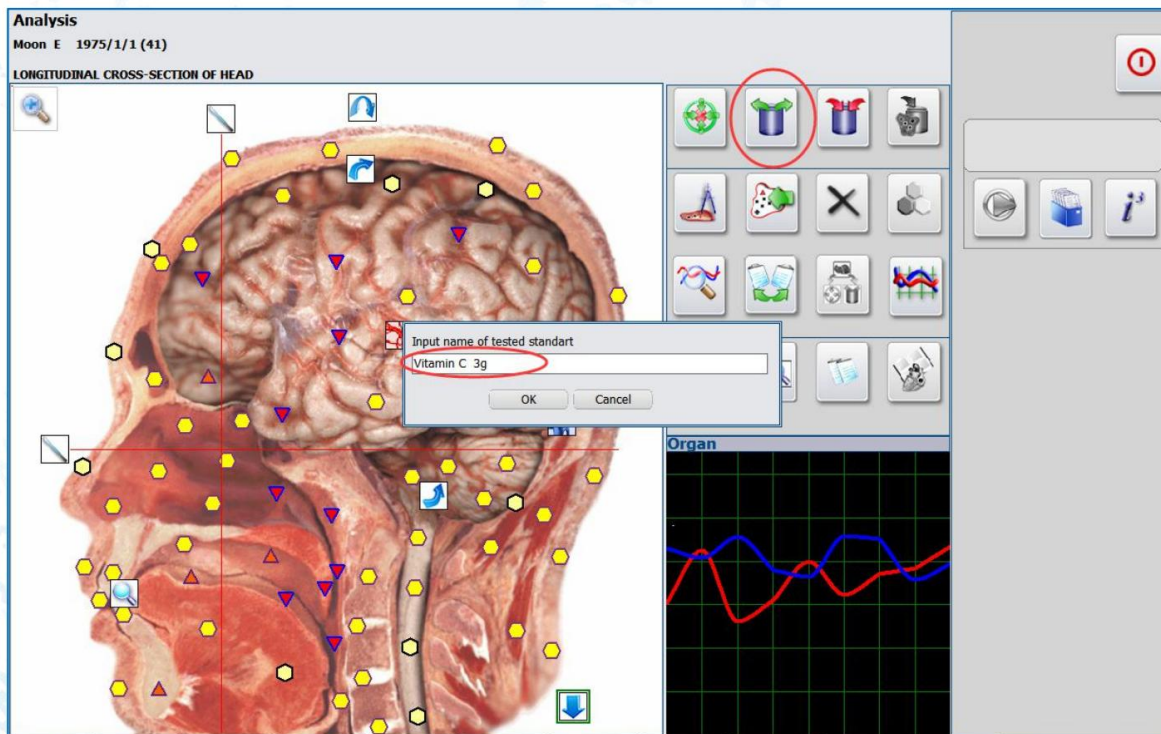 Analysis
Moon E 1975/1/1 (41)
LONGITUDINAL CROSS-SECTION OF HEAD
i³
Input name of tested standart
Vitamin C 3g
OK
Cancel
Organ